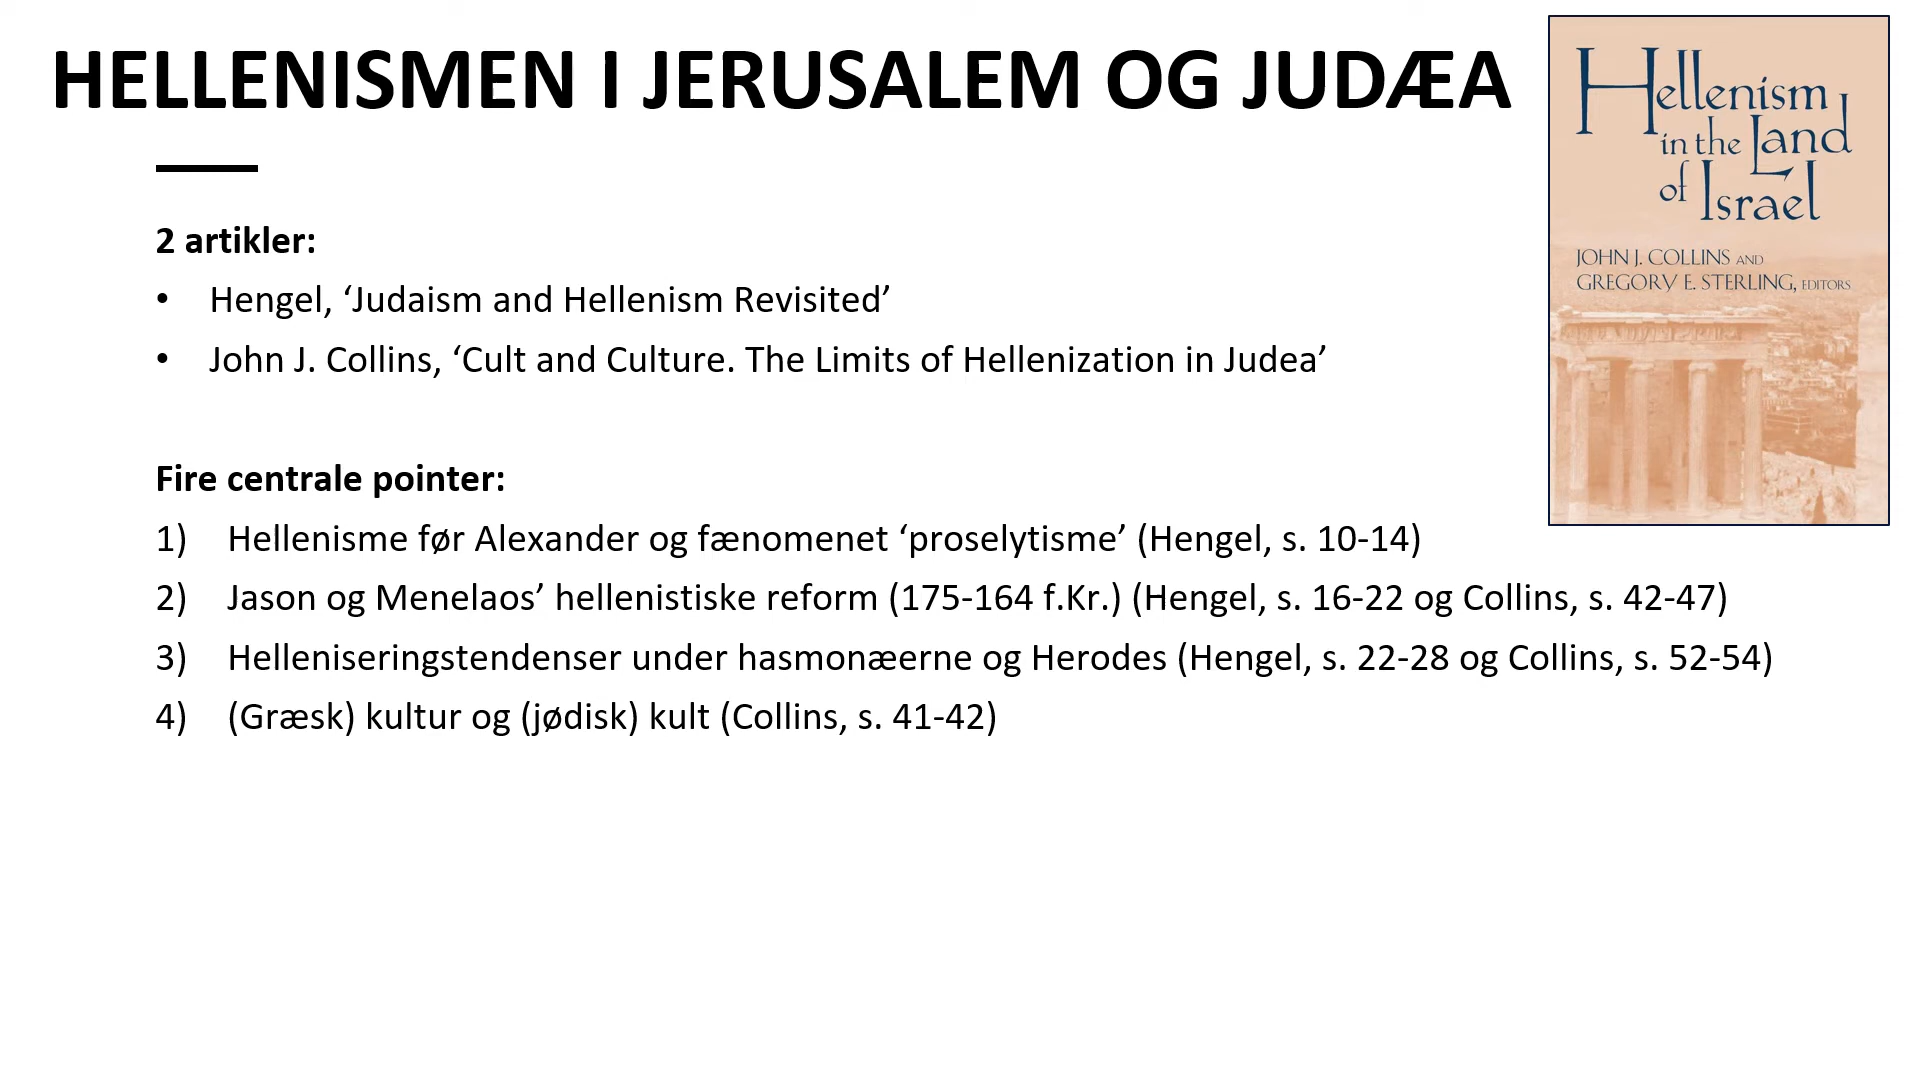 HELLENISMEN I JERUSALEM OG JUDÆA
2 artikler:
• Hengel, ‘Judaism and Hellenism Revisited’
• John J. Collins, ‘Cult and Culture. The Limits of Hellenization in Judea’
Fire centrale pointer:
1) Hellenisme før Alexander og fænomenet ‘proselytisme’ (Hengel, s. 10-14)
2) Jason og Menelaos’ hellenistiske reform (175-164 f.Kr.) (Hengel, s. 16-22 og Collins, s. 42-47)
3) Helleniseringstendenser under hasmonæerne og Herodes (Hengel, s. 22-28 og Collins, s. 52-54)
4) (Græsk) kultur og (jødisk) kult (Collins, s. 41-42)
Hellenism
in the Land
of Israel
JOHN J. COLLINS AND
GREGORY E. STERLING, EDITORS